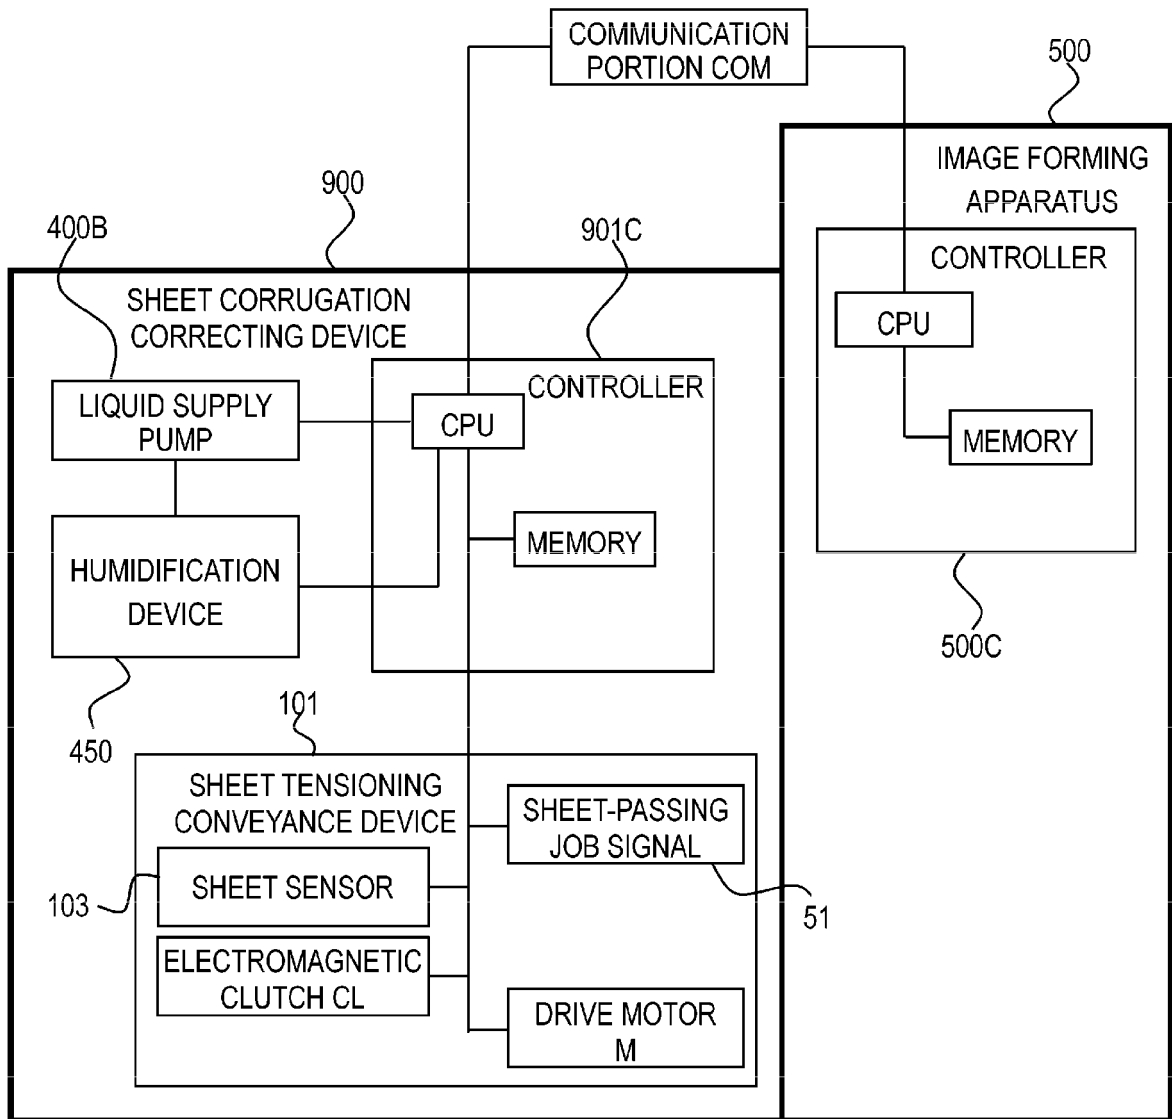 COMMUNICATION
PORTION COM
500
IMAGE FORMING
APPARATUS
900
400B
901C
CONTROLLER
CPU
MEMORY
500C
SHEET CORRUGATION
CORRECTING DEVICE
CONTROLLER
LIQUID SUPPLY
PUMP
CPU
MEMORY
HUMIDIFICATION
DEVICE
450
101
SHEET TENSIONING
CONVEYANCE DEVICE
SHEET-PASSING
JOB SIGNAL
51
SHEET SENSOR
103
ELECTROMAGNETIC
CLUTCH CL
DRIVE MOTOR
M